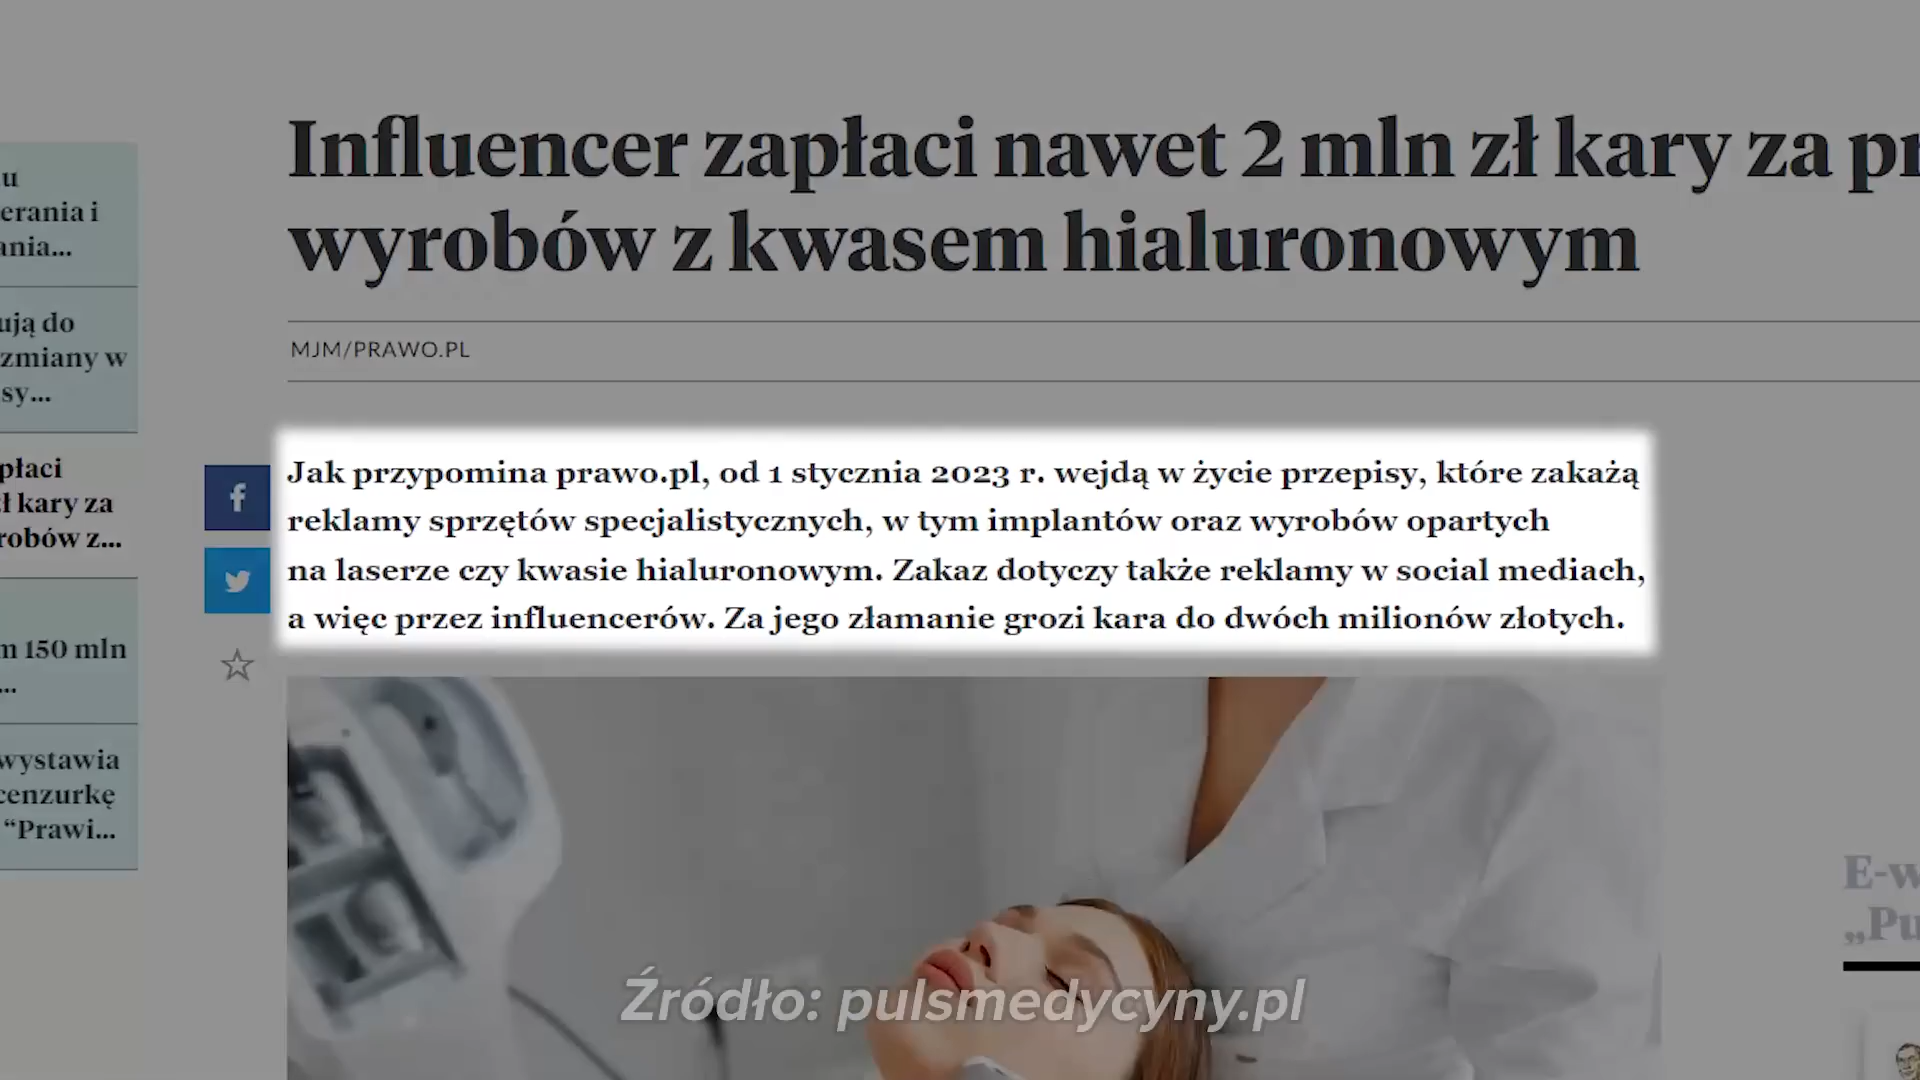 Influencer zapłaci nawet 2 mln zł kary za
wyrobów z kwasem hialuronowym
MJM/PRAWO.PL
u
erania i
ania...
ują do
zmiany w
sy...
płaci
ł kary za
robów z...
m 150 mln
...
wystawia
cenzurkę
“Prawi...
f
Jak przypomina prawo.pl, od 1 stycznia 2023 r. wejdą w życie przepisy, które zakażą
reklamy sprzętów specjalistycznych, w tym implantów oraz wyrobów opartych
na laserze czy kwasie hialuronowym. Zakaz dotyczy także reklamy w social mediach,
a więc przez influencerów. Za jego złamanie grozi kara do dwóch milionów złotych.
E-w
„Pu
Źródło: pulsmedycyny.pl